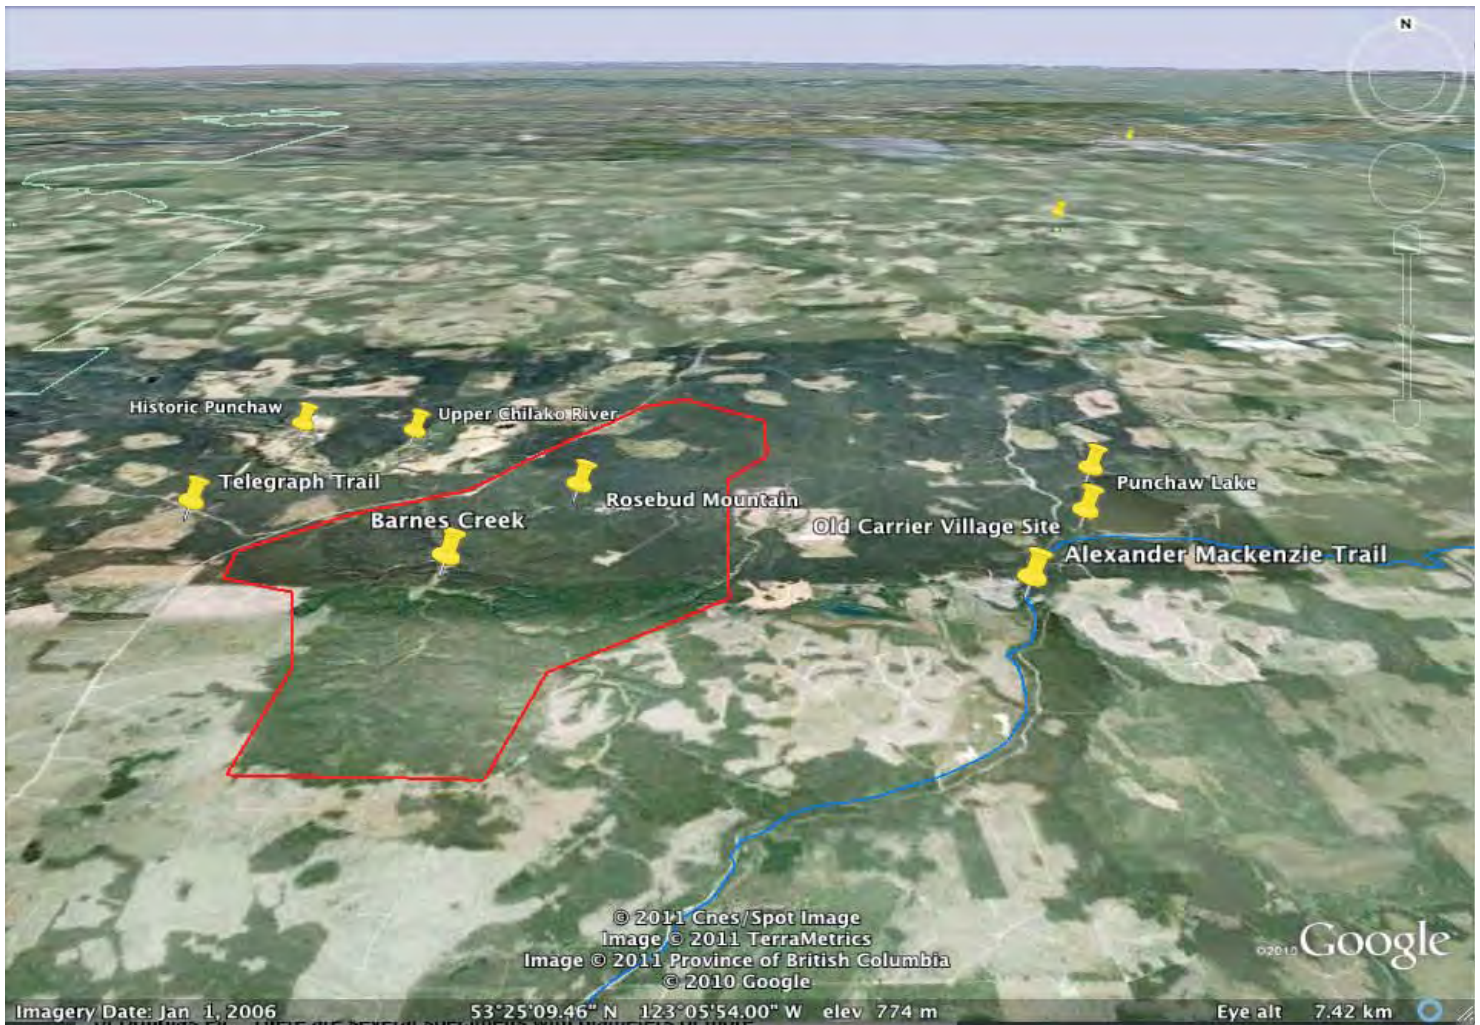 N
Historic Punchaw
Upper Chilako River
Telegraph Trail
Rosebud Mountain
Punchaw Lake
Barnes Creek
Old Carrier Village Site
Alexander Mackenzie Trail
© 2011 Cnes/Spot Image
Image © 2011 TerraMetrics
Image © 2011 Province of British Columbia
© 2010 Google
©2010 Google
Imagery Date: Jan 1, 2006 53°25'09.46" N 123°05'54.00" W elev 774 m Eye alt 7.42 km